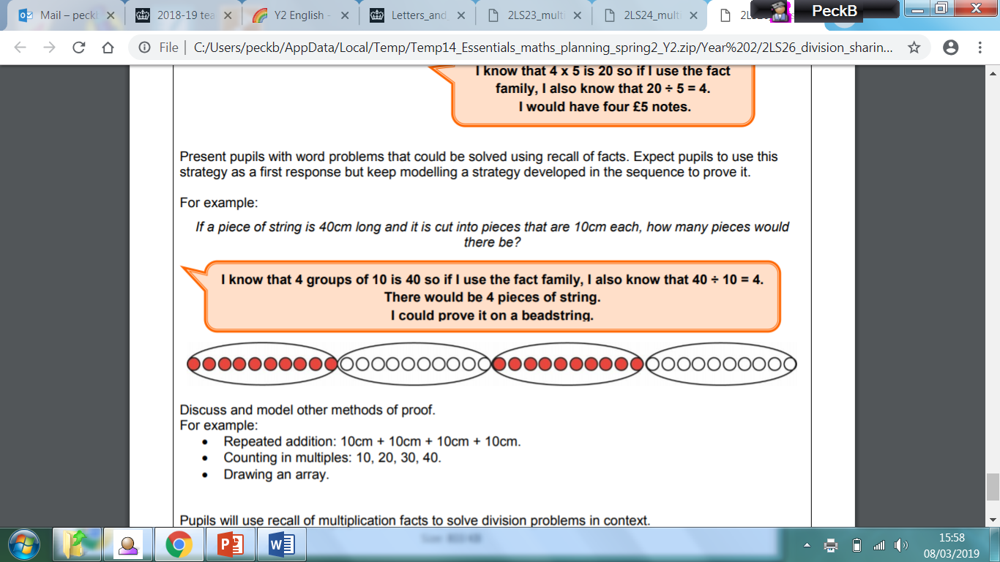 Mail – peckb
2018-19 tea
Y2 English -
Letters_and
2LS23_multi
2LS24_multi
PeckB
File | C:/Users/peckb/AppData/Local/Temp/Temp14_Essentials_maths_planning_spring2_Y2.zip/Year%202/2LS26_division_sharin...
I know that 4 x 5 is 20 so if I use the fact
family, I also know that 20 ÷ 5 = 4.
I would have four £5 notes.
Present pupils with word problems that could be solved using recall of facts. Expect pupils to use this
strategy as a first response but keep modelling a strategy developed in the sequence to prove it.
For example:
If a piece of string is 40cm long and it is cut into pieces that are 10cm each, how many pieces would
there be?
I know that 4 groups of 10 is 40 so if I use the fact family, I also know that 40 ÷ 10 = 4.
There would be 4 pieces of string.
I could prove it on a beadstring.
Discuss and model other methods of proof.
For example:
• Repeated addition: 10cm + 10cm + 10cm + 10cm.
• Counting in multiples: 10, 20, 30, 40.
• Drawing an array.
Pupils will use recall of multiplication facts to solve division problems in context.
15:58
08/03/2019